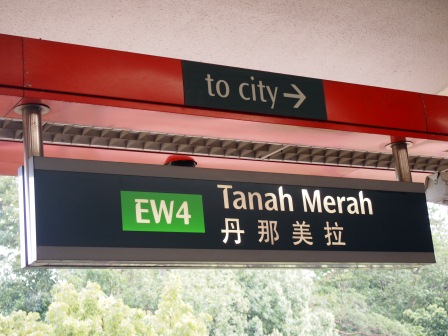 to city →
EW4 Tanah Merah
丹那美拉